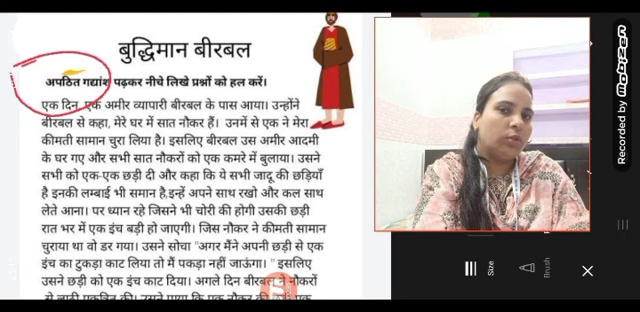 बुद्धिमान बीरबल
अपठित गद्यांश पढ़कर नीचे लिखे प्रश्नों को हल करें।
एक दिन, एक अमीर व्यापारी बीरबल के पास आया। उन्होंने
बीरबल से कहा, मेरे घर में सात नौकर हैं। उनमें से एक ने मेरा
कीमती सामान चुरा लिया है। इसलिए बीरबल उस अमीर आदमी
के घर गए और सभी सात नौकरों को एक कमरे में बुलाया। उसने
सभी को एक-एक छड़ी दी और कहा कि ये सभी जादू की छड़ियाँ
है इनकी लम्बाई भी समान है,इन्हें अपने साथ रखो और कल साथ
लेते आना। पर ध्यान रहे जिसने भी चोरी की होगी उसकी छड़ी
रात भर में एक इंच बड़ी हो जाएगी। जिस नौकर ने कीमती सामान
चुराया था वो डर गया। उसने सोचा "अगर मैंने अपनी छड़ी से एक
इंच का टुकड़ा काट लिया तो मैं पकड़ा नहीं जाऊंगा। " इसलिए
उसने छड़ी को एक इंच काट दिया। अगले दिन बीरबल ने नौकरों
Size
Brush
Recorded by